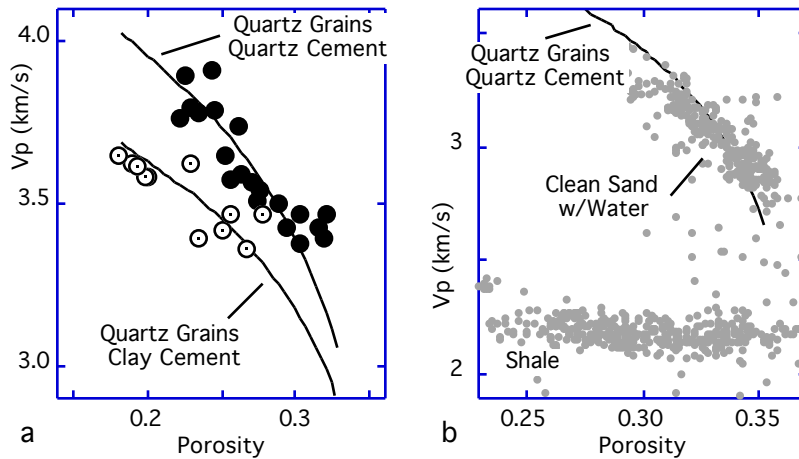 4.0
3.5
3.0
Vp (km/s)
Quartz Grains
Quartz Cement
Quartz Grains
Clay Cement
0.2
0.3
Porosity
a
3
2
Vp (km/s)
Quartz Grains
Quartz Cement
Clean Sand
w/Water
Shale
0.25
0.30
0.35
Porosity
b